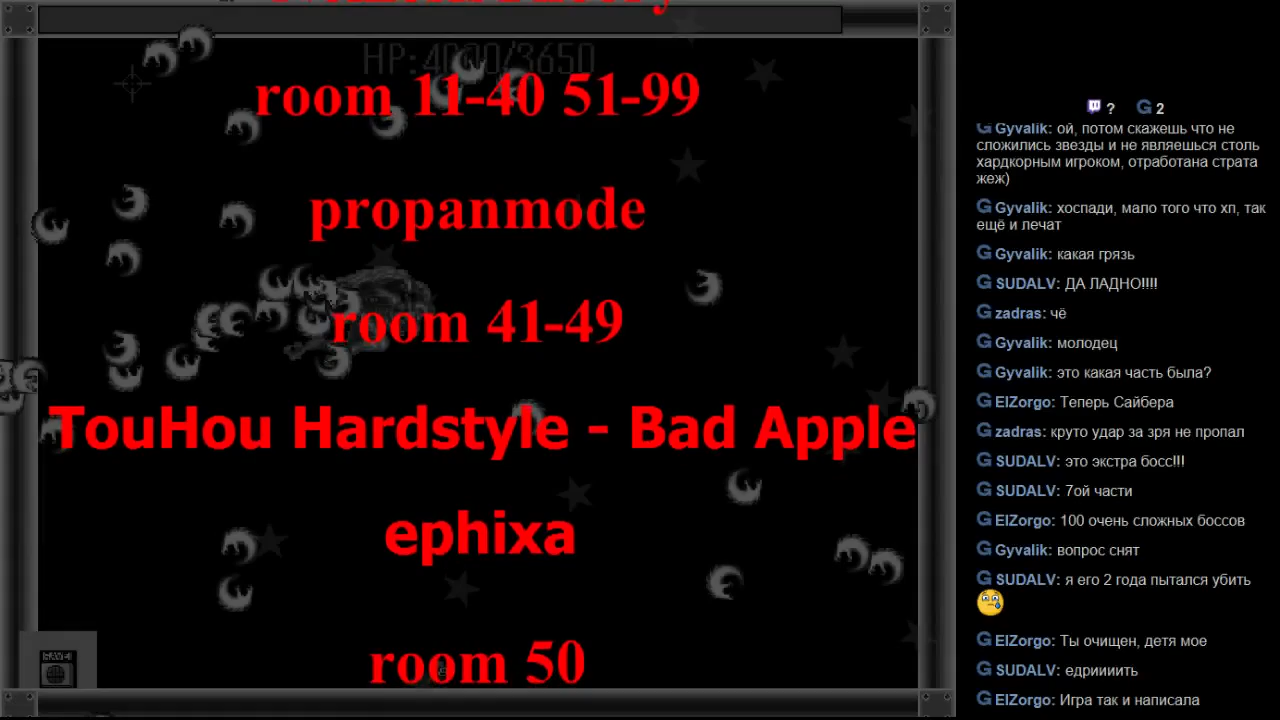 HP:4000/3650
room 11-40 51-99
propanmode
room 41-49
TouHou Hardstyle - Bad Apple
ephixa
room 50
SAVE!
? G 2
Gyvalik: ой, потом скажешь что не
сложились звезды и не являешься столь
хардкорным игроком, отработана страта
жеж)
Gyvalik: хоспади, мало того что хп, так
ещё и лечат
Gyvalik: какая грязь
SUDALV: ДА ЛАДНО!!!!
zadras: чё
Gyvalik: молодец
Gyvalik: это какая часть была?
ElZorgo: Теперь Сайбера
zadras: круто удар за зря не пропал
SUDALV: это экстра босс!!!
SUDALV: 7ой части
ElZorgo: 100 очень сложных боссов
Gyvalik: вопрос снят
SUDALV: я его 2 года пытался убить
ElZorgo: Ты очищен, детя мое
SUDALV: едриииить
ElZorgo: Игра так и написала